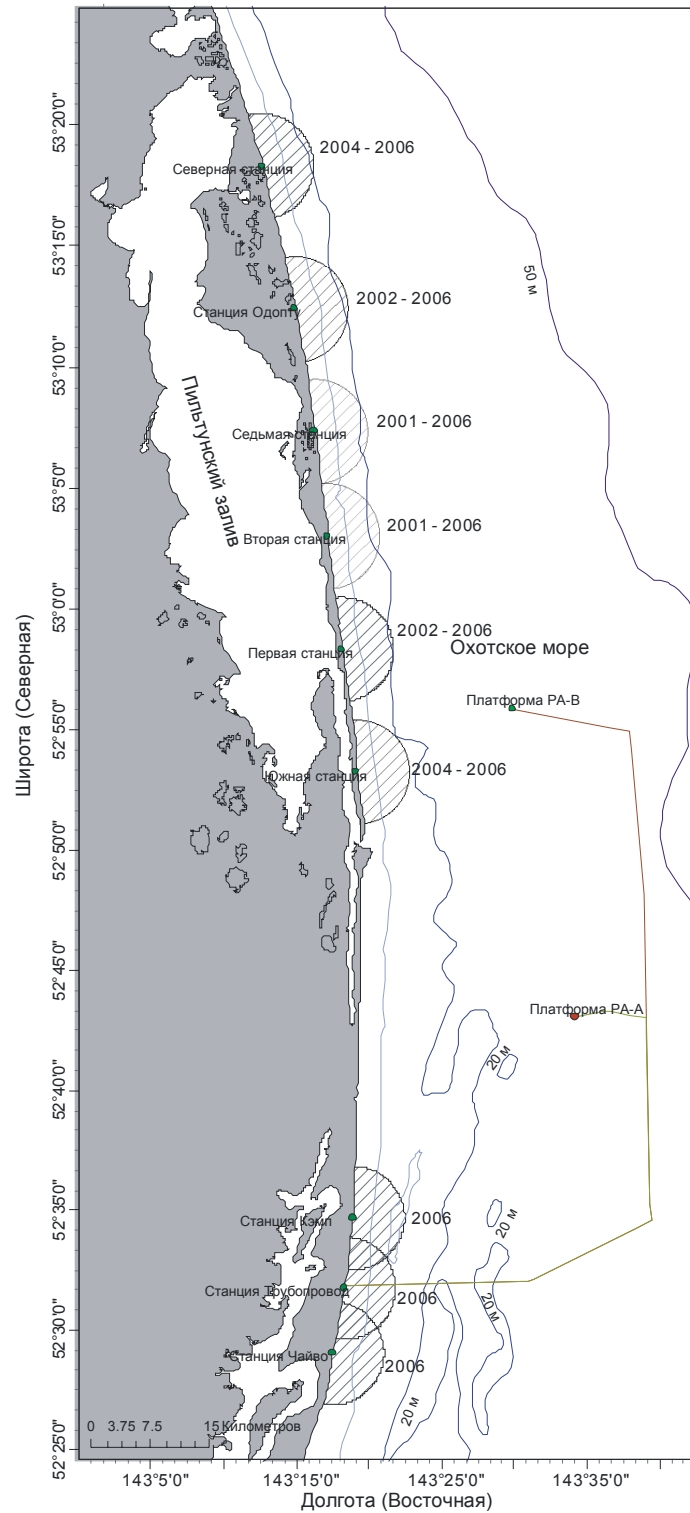 53°20'0"
2004 - 2006
Северная станция
53°15'0"
50 м
2002 - 2006
Станция Одопту
53°10'0"
Пильтунский залив
2001 - 2006
Седьмая станция
53°5'0"
2001 - 2006
Вторая станция
53°0'0"
2002 - 2006
Охотское море
Первая станция
Платформа PA-B
52°55'0"
Широта (Северная)
2004 - 2006
Южная станция
52°50'0"
52°45'0"
Платформа PA-A
20 м
52°40'0"
52°35'0"
Станция Кэмп
2006
20 м
Станция Трубопровод
2006
20 м
52°30'0"
Станция Чайво
2006
20 м
0 3.75 7.5 15 Километров
52°25'0"
143°5'0" 143°15'0" 143°25'0" 143°35'0"
Долгота (Восточная)